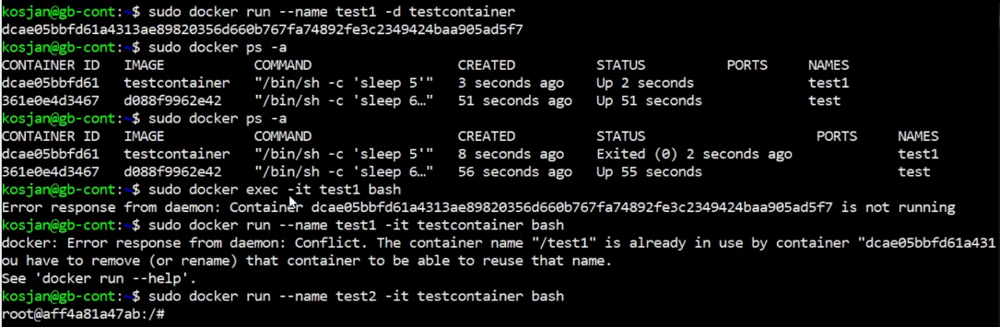 kosjan@gb-cont:~$ sudo docker run --name test1 -d testcontainer
dcae05bbfd61a4313ae89820356d660b767fa74892fe3c2349424baa905ad5f7
kosjan@gb-cont:~$ sudo docker ps -a
CONTAINER ID   IMAGE           COMMAND                  CREATED          STATUS          PORTS     NAMES
dcae05bbfd61   testcontainer   "/bin/sh -c 'sleep 5'"   3 seconds ago    Up 2 seconds              test1
361e0e4d3467   d088f9962e42    "/bin/sh -c 'sleep 6…"   51 seconds ago   Up 51 seconds             test
kosjan@gb-cont:~$ sudo docker ps -a
CONTAINER ID   IMAGE           COMMAND                  CREATED          STATUS                     PORTS     NAMES
dcae05bbfd61   testcontainer   "/bin/sh -c 'sleep 5'"   8 seconds ago    Exited (0) 2 seconds ago             test1
361e0e4d3467   d088f9962e42    "/bin/sh -c 'sleep 6…"   56 seconds ago   Up 55 seconds                        test
kosjan@gb-cont:~$ sudo docker exec -it test1 bash
Error response from daemon: Container dcae05bbfd61a4313ae89820356d660b767fa74892fe3c2349424baa905ad5f7 is not running
kosjan@gb-cont:~$ sudo docker run --name test1 -it testcontainer bash
docker: Error response from daemon: Conflict. The container name "/test1" is already in use by container "dcae05bbfd61a431
ou have to remove (or rename) that container to be able to reuse that name.
See 'docker run --help'.
kosjan@gb-cont:~$ sudo docker run --name test2 -it testcontainer bash
root@aff4a81a47ab:/#